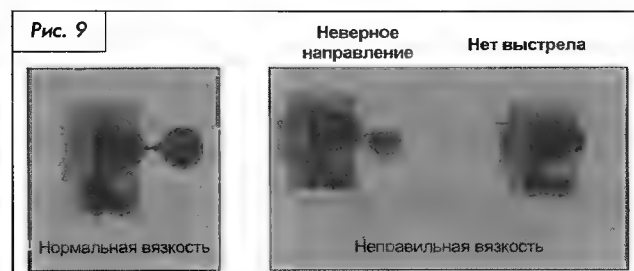 Рис. 9
Неверное
направление
Нет выстрела
Нормальная вязкость
Неправильная вязкость